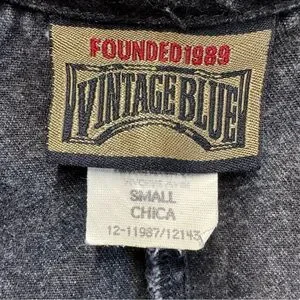 FOUNDED 1989
VINTAGE BLUE
SMALL
CHICA
12-11987/12143